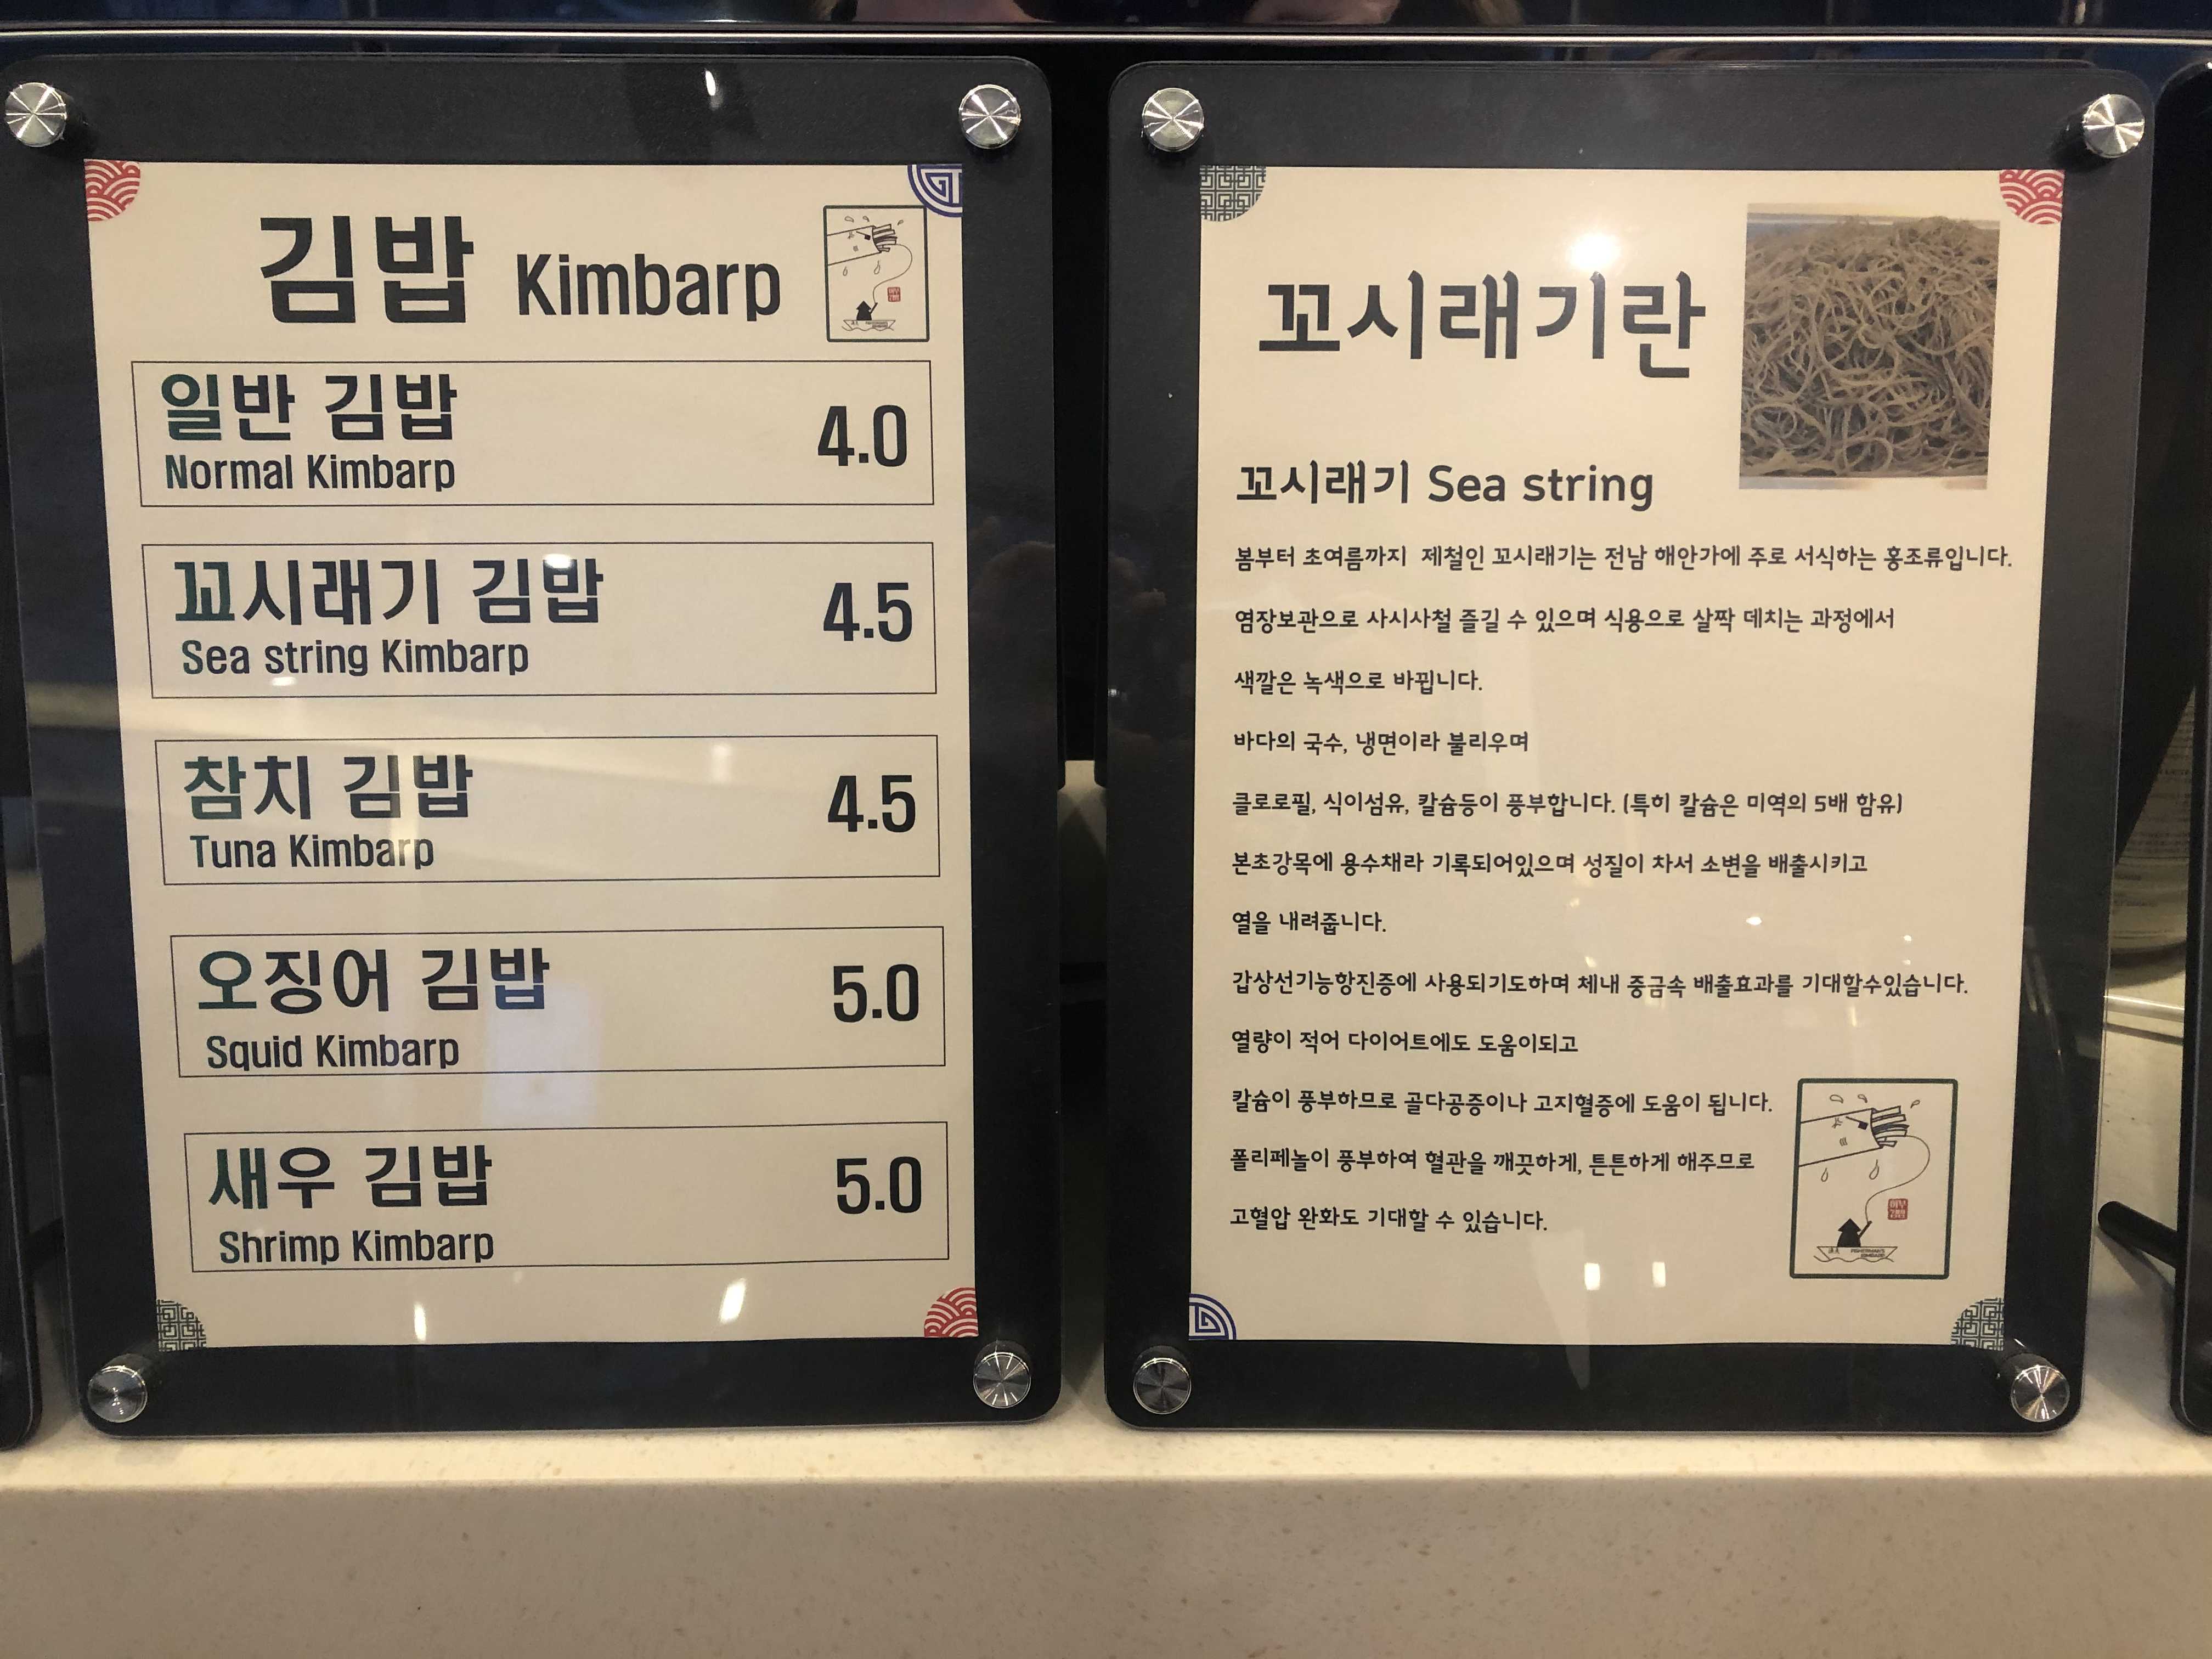 김밥 Kimbarp
일반 김밥 4.0
Normal Kimbarp
꼬시래기 김밥 4.5
Sea string Kimbarp
참치 김밥 4.5
Tuna Kimbarp
오징어 김밥 5.0
Squid Kimbarp
새우 김밥 5.0
Shrimp Kimbarp
꼬시래기란
꼬시래기 Sea string
봄부터 초여름까지 제철인 꼬시래기는 전남 해안가에 주로 서식하는 홍조류입니다.
염장보관으로 사시사철 즐길 수 있으며 식용으로 살짝 데치는 과정에서
색깔은 녹색으로 바뀝니다.
바다의 국수, 냉면이라 불리우며
클로로필, 식이섬유, 칼슘등이 풍부합니다. (특히 칼슘은 미역의 5배 함유)
본초강목에 용수채라 기록되어있으며 성질이 차서 소변을 배출시키고
열을 내려줍니다.
갑상선기능항진증에 사용되기도하며 체내 중금속 배출효과를 기대할수있습니다.
열량이 적어 다이어트에도 도움이되고
칼슘이 풍부하므로 골다공증이나 고지혈증에 도움이 됩니다.
폴리페놀이 풍부하여 혈관을 깨끗하게, 튼튼하게 해주므로
고혈압 완화도 기대할 수 있습니다.